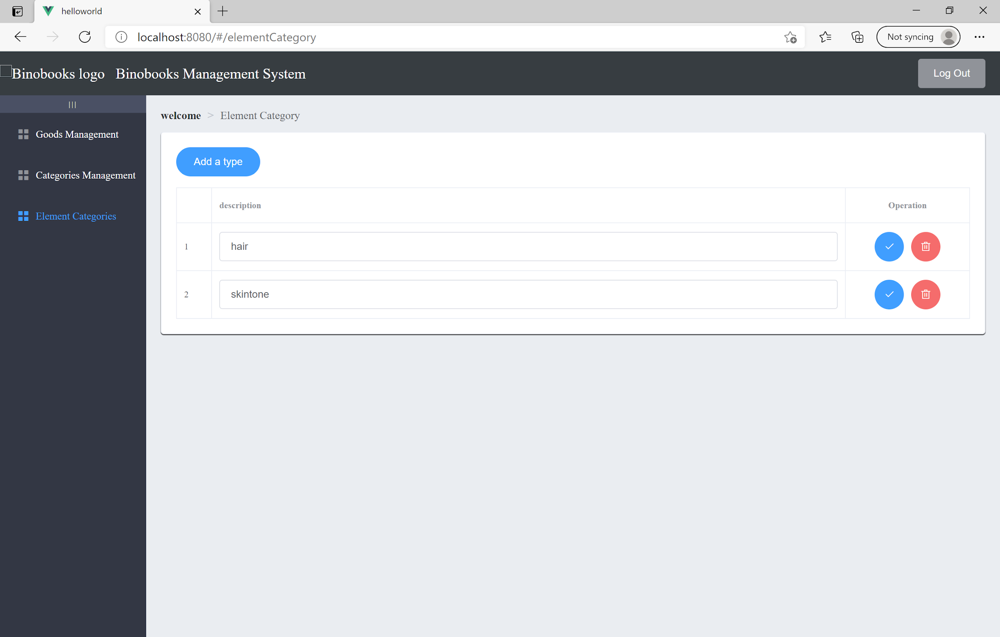 helloworld
localhost:8080/#/elementCategory
Not syncing
Binobooks logo Binobooks Management System
Log Out
|||
welcome > Element Category
Goods Management
Categories Management
Element Categories
Add a type
description Operation
1 hair
2 skintone